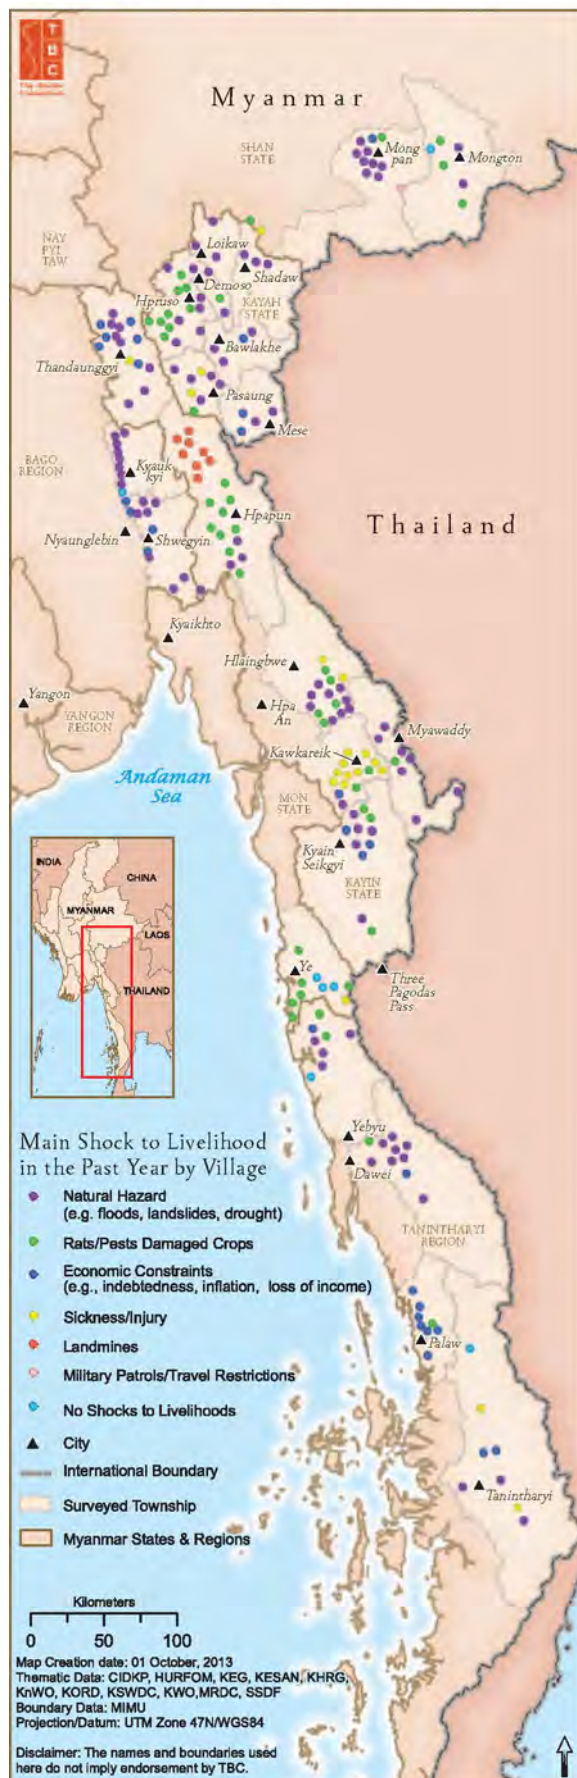 T
B
C
Myanmar
SHAN
STATE
Mong
pan
Mongton
NAY
PYI
TAW
Loikaw
Shadaw
Demoso
Hpruso
KAYAH
STATE
Bawlakhe
Thandaunggyi
Pasaung
Mese
BAGO
REGION
Kyauk
kyi
Hpapun
Thailand
Nyaunglebin
Shwegyin
Kyaikhto
Hlaingbwe
Yangon
Hpa
An
YANGON
REGION
Myawaddy
Kawkareik
Andaman
Sea
MON
STATE
Kyain
Seikgyi
KAYIN
STATE
INDIA
CHINA
MYANMAR
LAOS
THAILAND
Ye
Three
Pagodas
Pass
Main Shock to Livelihood
in the Past Year by Village
Yebyu
Dawei
Natural Hazard
(e.g. floods, landslides, drought)
TANINTHARYI
REGION
Rats/Pests Damaged Crops
Economic Constraints
(e.g., indebtedness, inflation, loss of income)
Sickness/Injury
Palaw
Landmines
Military Patrols/Travel Restrictions
No Shocks to Livelihoods
City
International Boundary
Tanintharyi
Surveyed Township
Myanmar States & Regions
Kilometers
0 50 100
Map Creation date: 01 October, 2013
Thematic Data: CIDKP, HURFOM, KEG, KESAN, KHRG,
KnWO, KORD, KSWDC, KWO,MRDC, SSDF
Boundary Data: MIMU
Projection/Datum: UTM Zone 47N/WGS84
Disclaimer: The names and boundaries used
here do not imply endorsement by TBC.